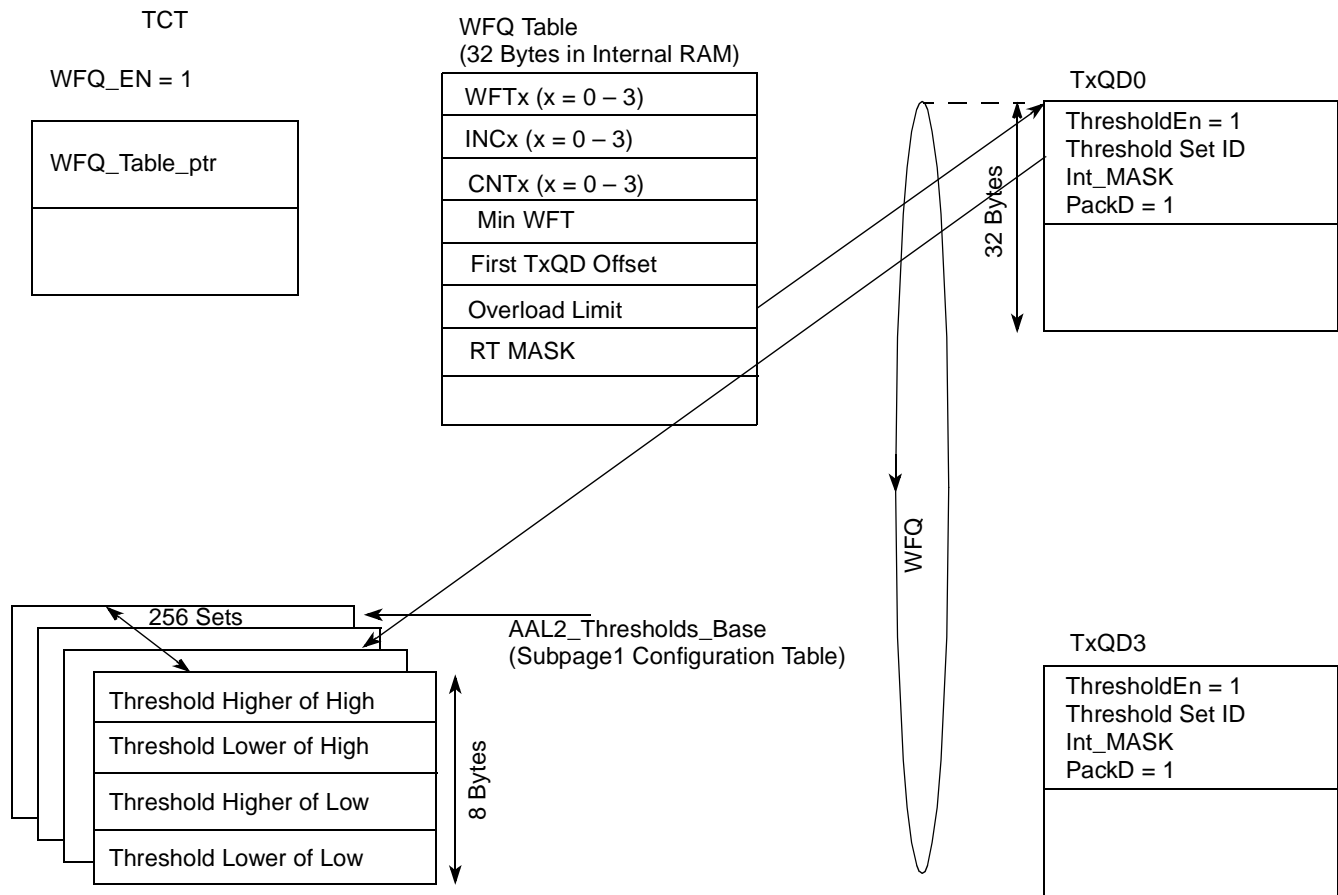 TCT
WFQ_EN = 1
WFQ_Table_ptr
WFQ Table
(32 Bytes in Internal RAM)
WFTx (x = 0 – 3)
INCx (x = 0 – 3)
CNTx (x = 0 – 3)
Min WFT
First TxQD Offset
Overload Limit
RT MASK
WFQ
32 Bytes
TxQD0
ThresholdEn = 1
Threshold Set ID
Int_MASK
PackD = 1
256 Sets
AAL2_Thresholds_Base
(Subpage1 Configuration Table)
Threshold Higher of High
Threshold Lower of High
Threshold Higher of Low
Threshold Lower of Low
8 Bytes
TxQD3
ThresholdEn = 1
Threshold Set ID
Int_MASK
PackD = 1